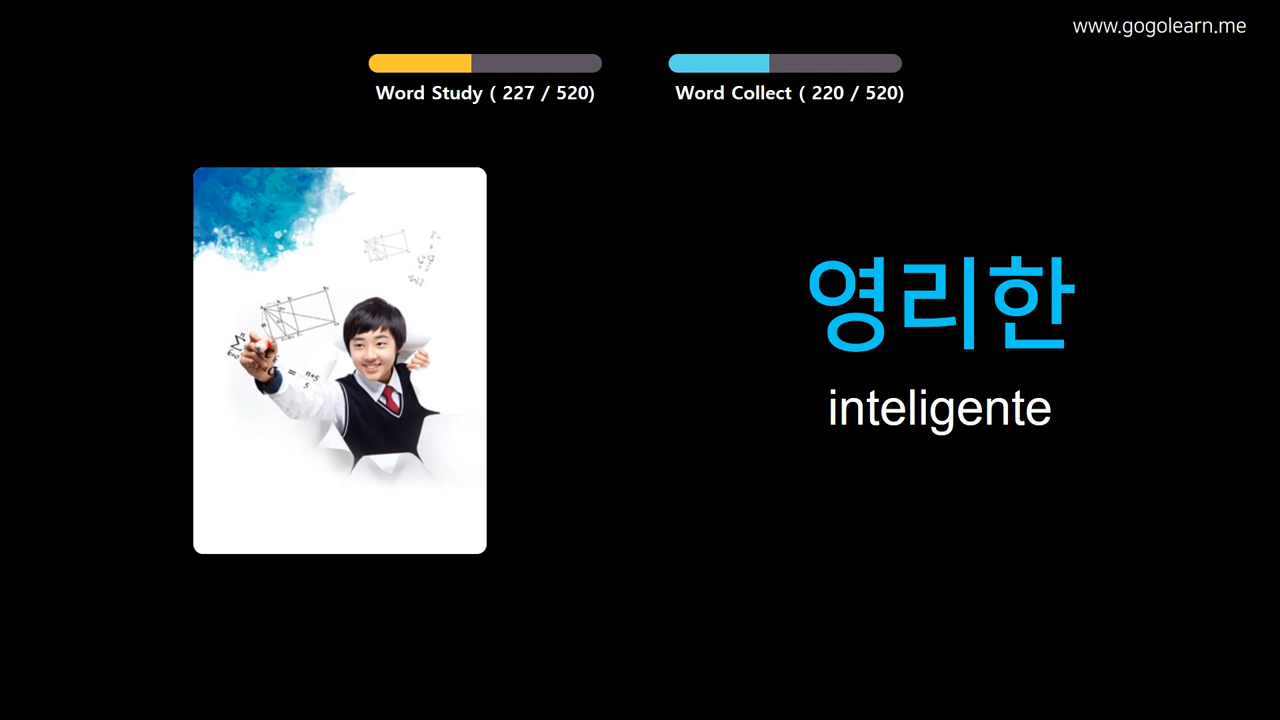 www.gogolearn.me
Word Study ( 227 / 520)
Word Collect ( 220 / 520)
영리한
inteligente